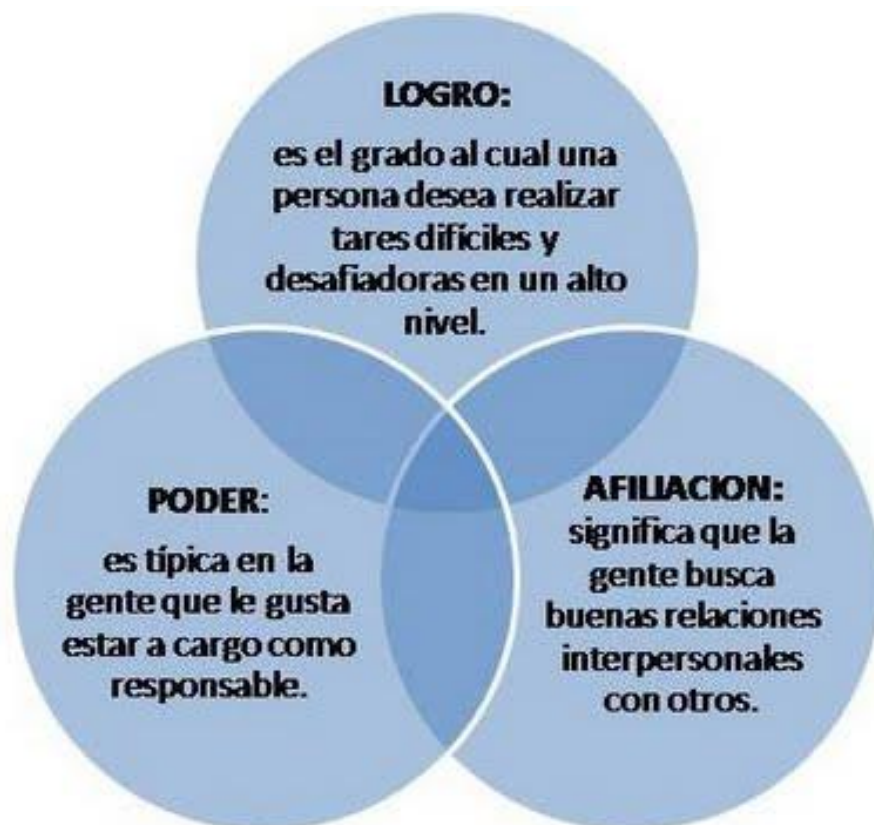 LOGRO:
es el grado al cual una
persona desea realizar
tares difíciles y
desafiadoras en un alto
nivel.
PODER:
es típica en la
gente que le gusta
estar a cargo como
responsable.
AFILIACION:
significa que la
gente busca
buenas relaciones
interpersonales
con otros.